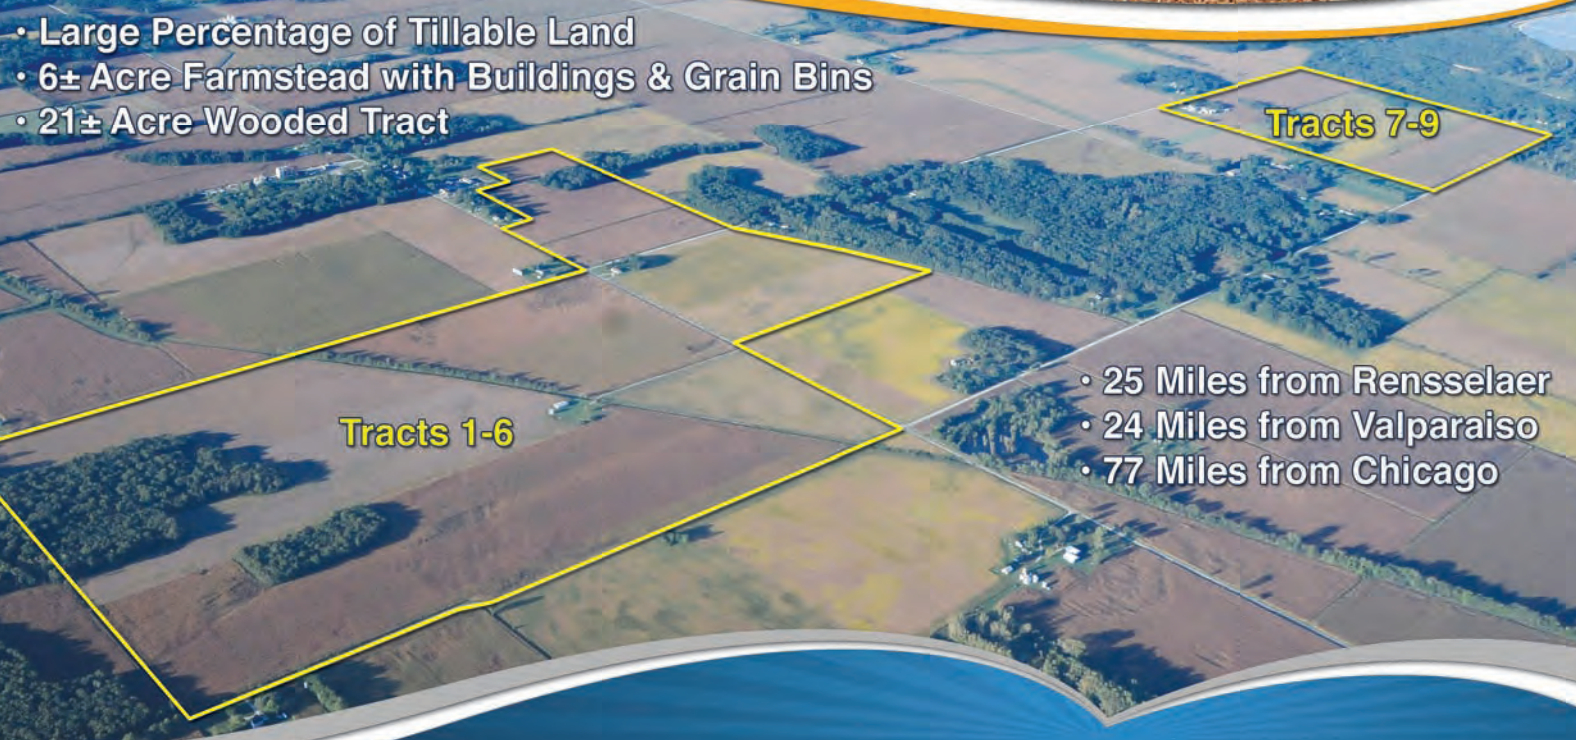 • Large Percentage of Tillable Land
• 6± Acre Farmstead with Buildings & Grain Bins
• 21± Acre Wooded Tract
Tracts 7-9
Tracts 1-6
• 25 Miles from Rensselaer
• 24 Miles from Valparaiso
• 77 Miles from Chicago